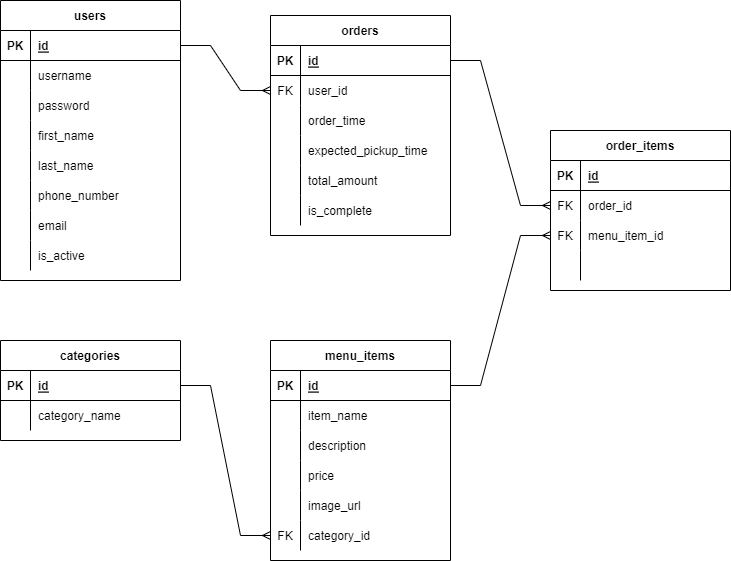 users
PK id
username
password
first_name
last_name
phone_number
email
is_active
orders
PK id
FK user_id
order_time
expected_pickup_time
total_amount
is_complete
order_items
PK id
FK order_id
FK menu_item_id
categories
PK id
category_name
menu_items
PK id
item_name
description
price
image_url
FK category_id